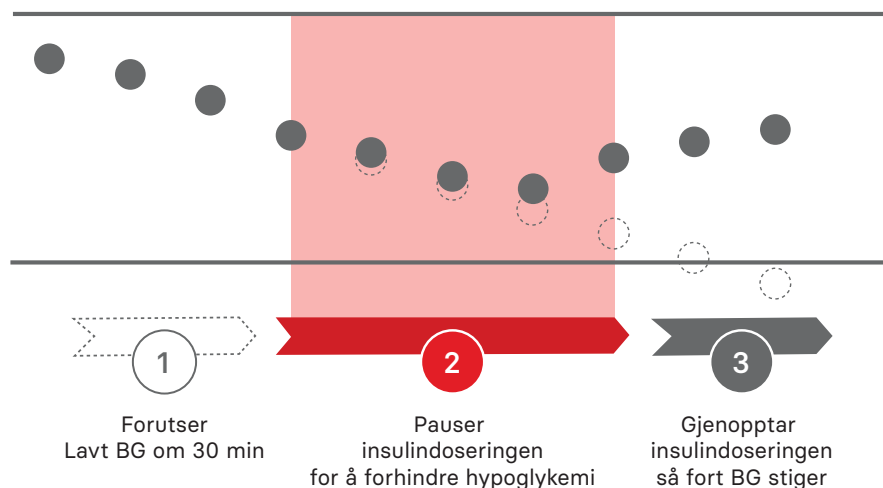 1
Forutser
Lavt BG om 30 min
2
Pauser
insulindoseringen
for å forhindre hypoglykemi
3
Gjenopptar
insulindoseringen
så fort BG stiger